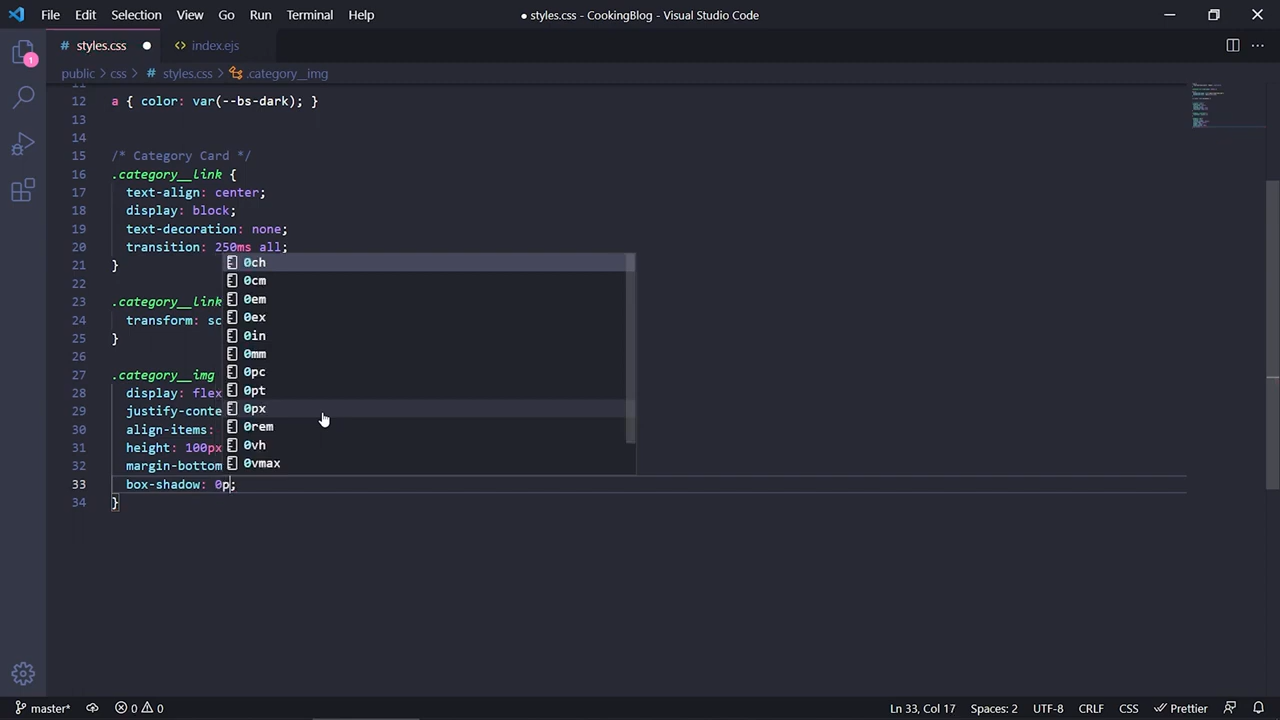 File Edit Selection View Go Run Terminal Help
● styles.css - CookingBlog - Visual Studio Code
# styles.css ● <> index.ejs
1
public > css > # styles.css > .category__img
11
12 a { color: var(--bs-dark); }
13
14
15 /* Category Card */
16 .category__link {
17 text-align: center;
18 display: block;
19 text-decoration: none;
20 transition: 250ms all;
21 }
22
23 .category__link
24 transform: sc
25 }
26
27 .category__img
28 display: flex
29 justify-conte
30 align-items:
31 height: 100px
32 margin-bottom
33 box-shadow: 0p;
34 }
0ch
0cm
0em
0ex
0in
0mm
0pc
0pt
0px
0rem
0vh
0vmax
master* 0 0 Ln 33, Col 17 Spaces: 2 UTF-8 CRLF CSS Prettier